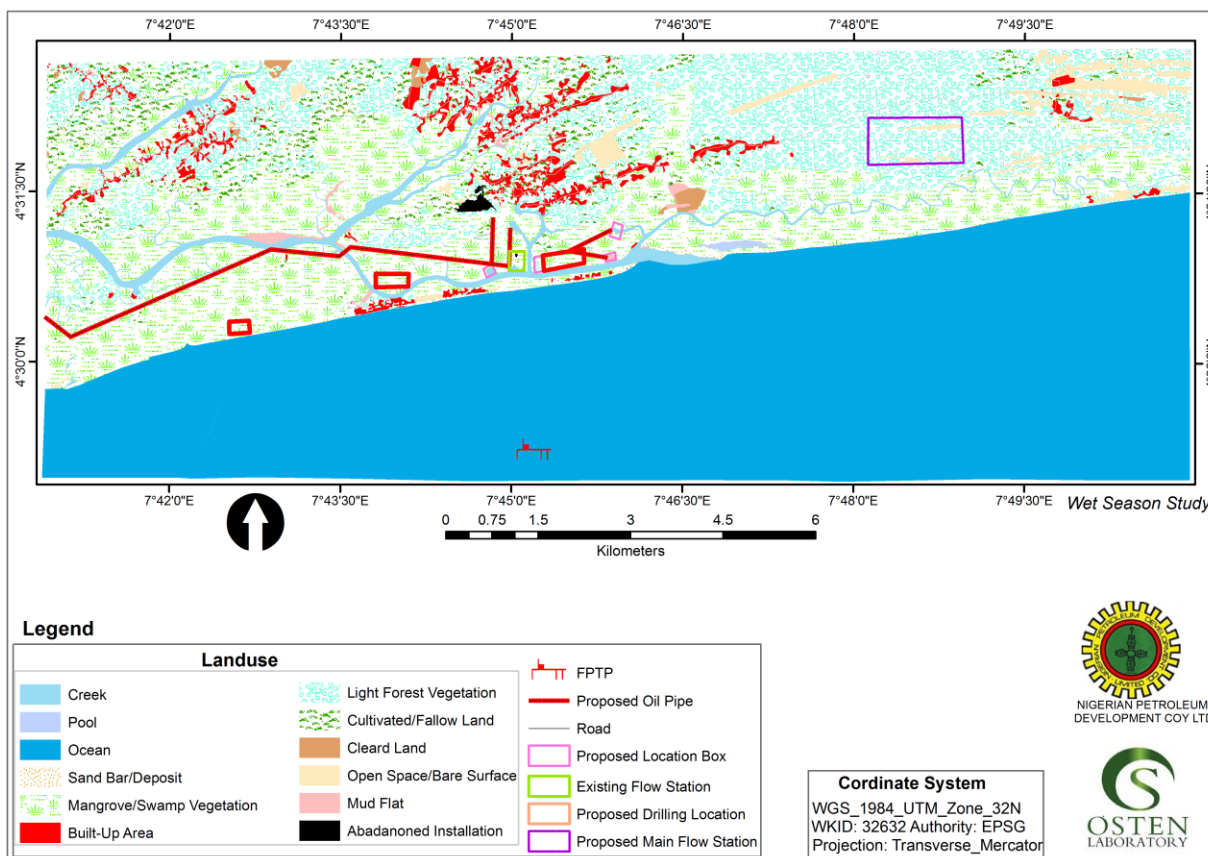 7°42'0"E 7°43'30"E 7°45'0"E 7°46'30"E 7°48'0"E 7°49'30"E
4°31'30"N
4°30'0"N
7°42'0"E 7°43'30"E 7°45'0"E 7°46'30"E 7°48'0"E 7°49'30"E
Wet Season Study
0 0.75 1.5 3 4.5 6
Kilometers
Legend
Landuse
Creek
Pool
Ocean
Sand Bar/Deposit
Mangrove/Swamp Vegetation
Built-Up Area
Light Forest Vegetation
Cultivated/Fallow Land
Cleard Land
Open Space/Bare Surface
Mud Flat
Abadanoned Installation
FPTP
Proposed Oil Pipe
Road
Proposed Location Box
Existing Flow Station
Proposed Drilling Location
Proposed Main Flow Station
Cordinate System
WGS_1984_UTM_Zone_32N
WKID: 32632 Authority: EPSG
Projection: Transverse_Mercator
NIGERIAN PETROLEUM
DEVELOPMENT COY LTD
OSTEN
LABORATORY